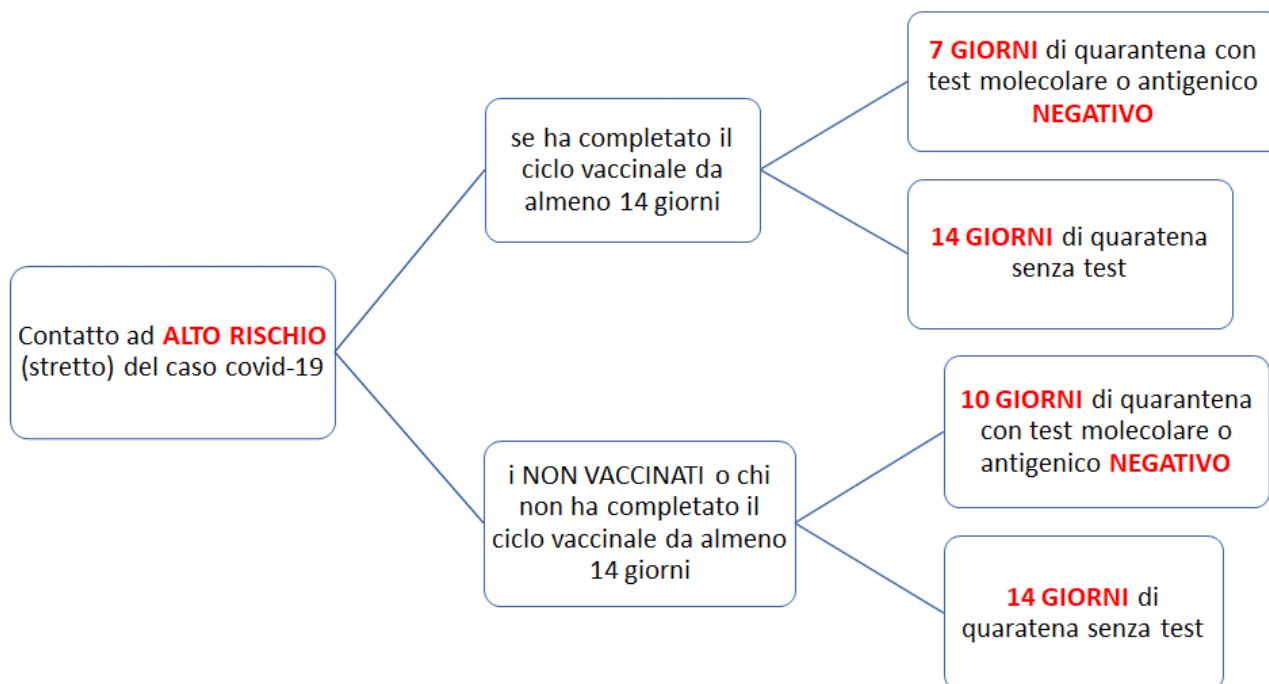 Contatto ad ALTO RISCHIO
(stretto) del caso covid-19
se ha completato il
ciclo vaccinale da
almeno 14 giorni
7 GIORNI di quarantena con
test molecolare o antigenico
NEGATIVO
14 GIORNI di quaratena
senza test
i NON VACCINATI o chi
non ha completato il
ciclo vaccinale da almeno
14 giorni
10 GIORNI di quarantena
con test molecolare o
antigenico NEGATIVO
14 GIORNI di
quaratena senza test